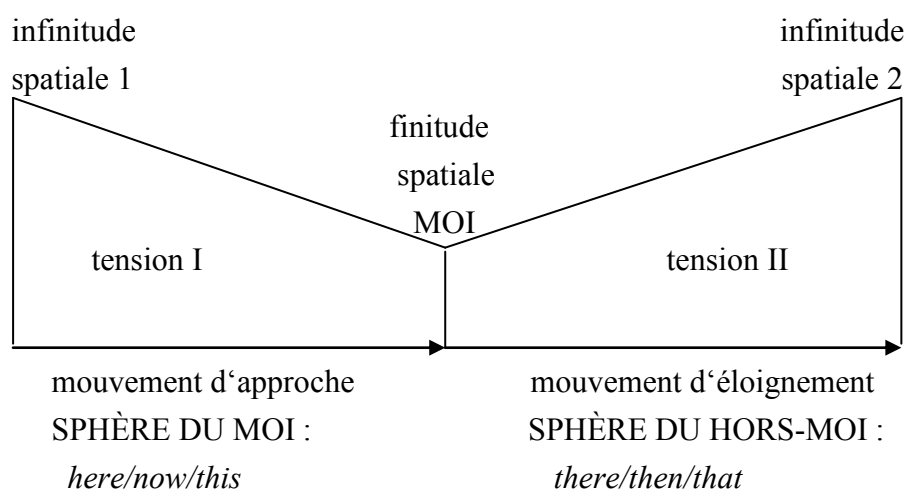 infinitude
spatiale 1
infinitude
spatiale 2
finitude
spatiale
MOI
tension I
tension II
mouvement d‘approche
SPHÈRE DU MOI :
here/now/this
mouvement d‘éloignement
SPHÈRE DU HORS-MOI :
there/then/that